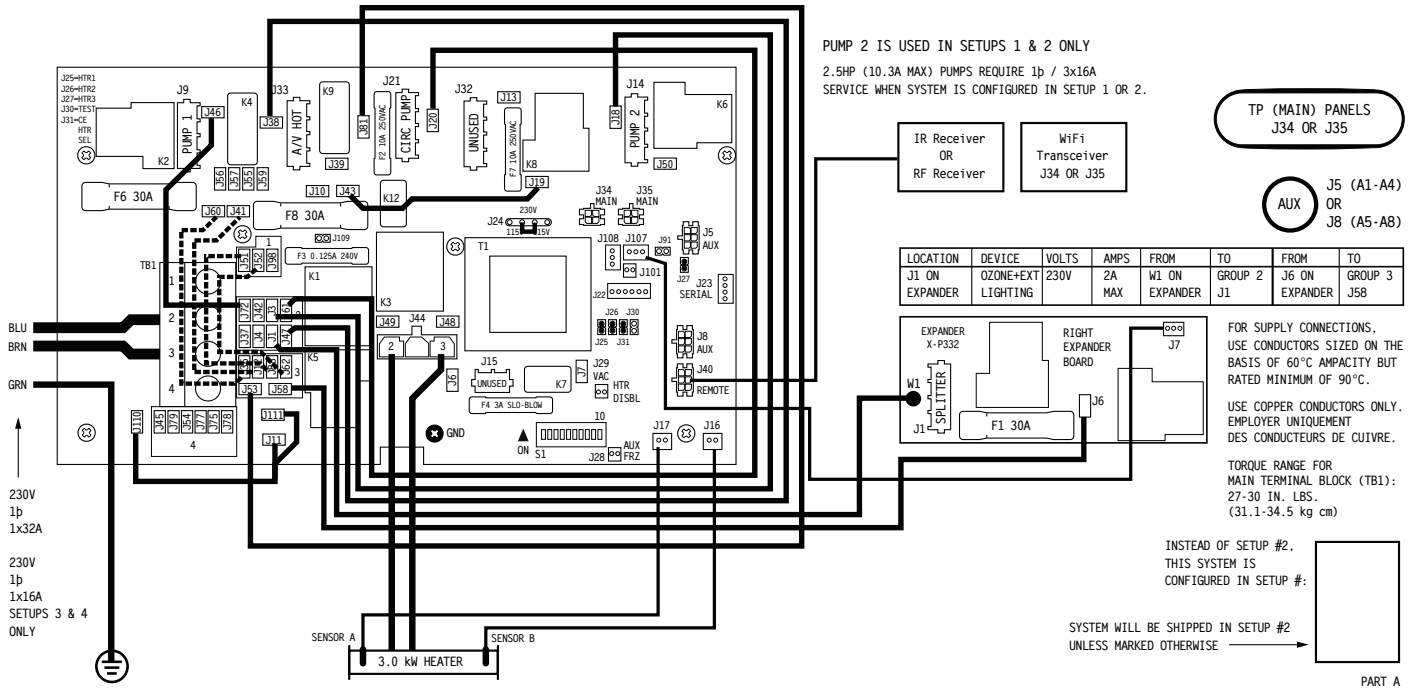 PUMP 2 IS USED IN SETUPS 1 & 2 ONLY
2.5HP (10.3A MAX) PUMPS REQUIRE 1þ / 3x16A
SERVICE WHEN SYSTEM IS CONFIGURED IN SETUP 1 OR 2.
J25=HTR1
J26=HTR2
J27=HTR3
J30=TEST
J31=CE
HTR
SEL
J9
PUMP 1
K2
J46
K4
J33
J38
A/V HOT
K9
J39
J81
J21
F2 10A 250VAC
CIRC PUMP
J20
J32
UNUSED
J13
F7 10A 250VAC
K8
J19
J14
J18
PUMP 2
J50
K6
J56
J57
J55
J59
F6 30A
J60
J41
J10
J43
K12
F8 30A
J109
F3 0.125A 240V
230V
J24
115V
115V
T1
J34
MAIN
J35
MAIN
J5
AUX
J108
J107
J91
J101
J27
J23
SERIAL
J22
J26
J30
J25
J31
J8
AUX
J40
REMOTE
TB1
1
2
3
4
1
J51
J52
J98
K1
K3
J72
J42
J3
J61
J37
J4
J1
J47
K5
J62
3
J53
J58
J49
J44
J48
2
3
J6
J15
UNUSED
F4 3A SLO-BLOW
K7
J7
J29
VAC
HTR
DISBL
J110
J45
J79
J54
J77
J75
J78
4
J111
J11
GND
ON
S1
10
AUX
FRZ
J28
J17
J16
BLU
BRN
GRN
230V
1þ
1x32A
230V
1þ
1x16A
SETUPS 3 & 4
ONLY
SENSOR A
SENSOR B
3.0 kW HEATER
IR Receiver
OR
RF Receiver
WiFi
Transceiver
J34 OR J35
TP (MAIN) PANELS
J34 OR J35
AUX
J5 (A1-A4)
OR
J8 (A5-A8)
LOCATION DEVICE VOLTS AMPS FROM TO FROM TO
J1 ON OZONE+EXT 230V 2A W1 ON GROUP 2 J6 ON GROUP 3
EXPANDER LIGHTING MAX EXPANDER J1 EXPANDER J58
EXPANDER
X-P332
RIGHT
EXPANDER
BOARD
J7
W1
SPLITTER
J1
F1 30A
J6
FOR SUPPLY CONNECTIONS,
USE CONDUCTORS SIZED ON THE
BASIS OF 60°C AMPACITY BUT
RATED MINIMUM OF 90°C.
USE COPPER CONDUCTORS ONLY.
EMPLOYER UNIQUEMENT
DES CONDUCTEURS DE CUIVRE.
TORQUE RANGE FOR
MAIN TERMINAL BLOCK (TB1):
27-30 IN. LBS.
(31.1-34.5 kg cm)
INSTEAD OF SETUP #2,
THIS SYSTEM IS
CONFIGURED IN SETUP #:
SYSTEM WILL BE SHIPPED IN SETUP #2
UNLESS MARKED OTHERWISE
PART A